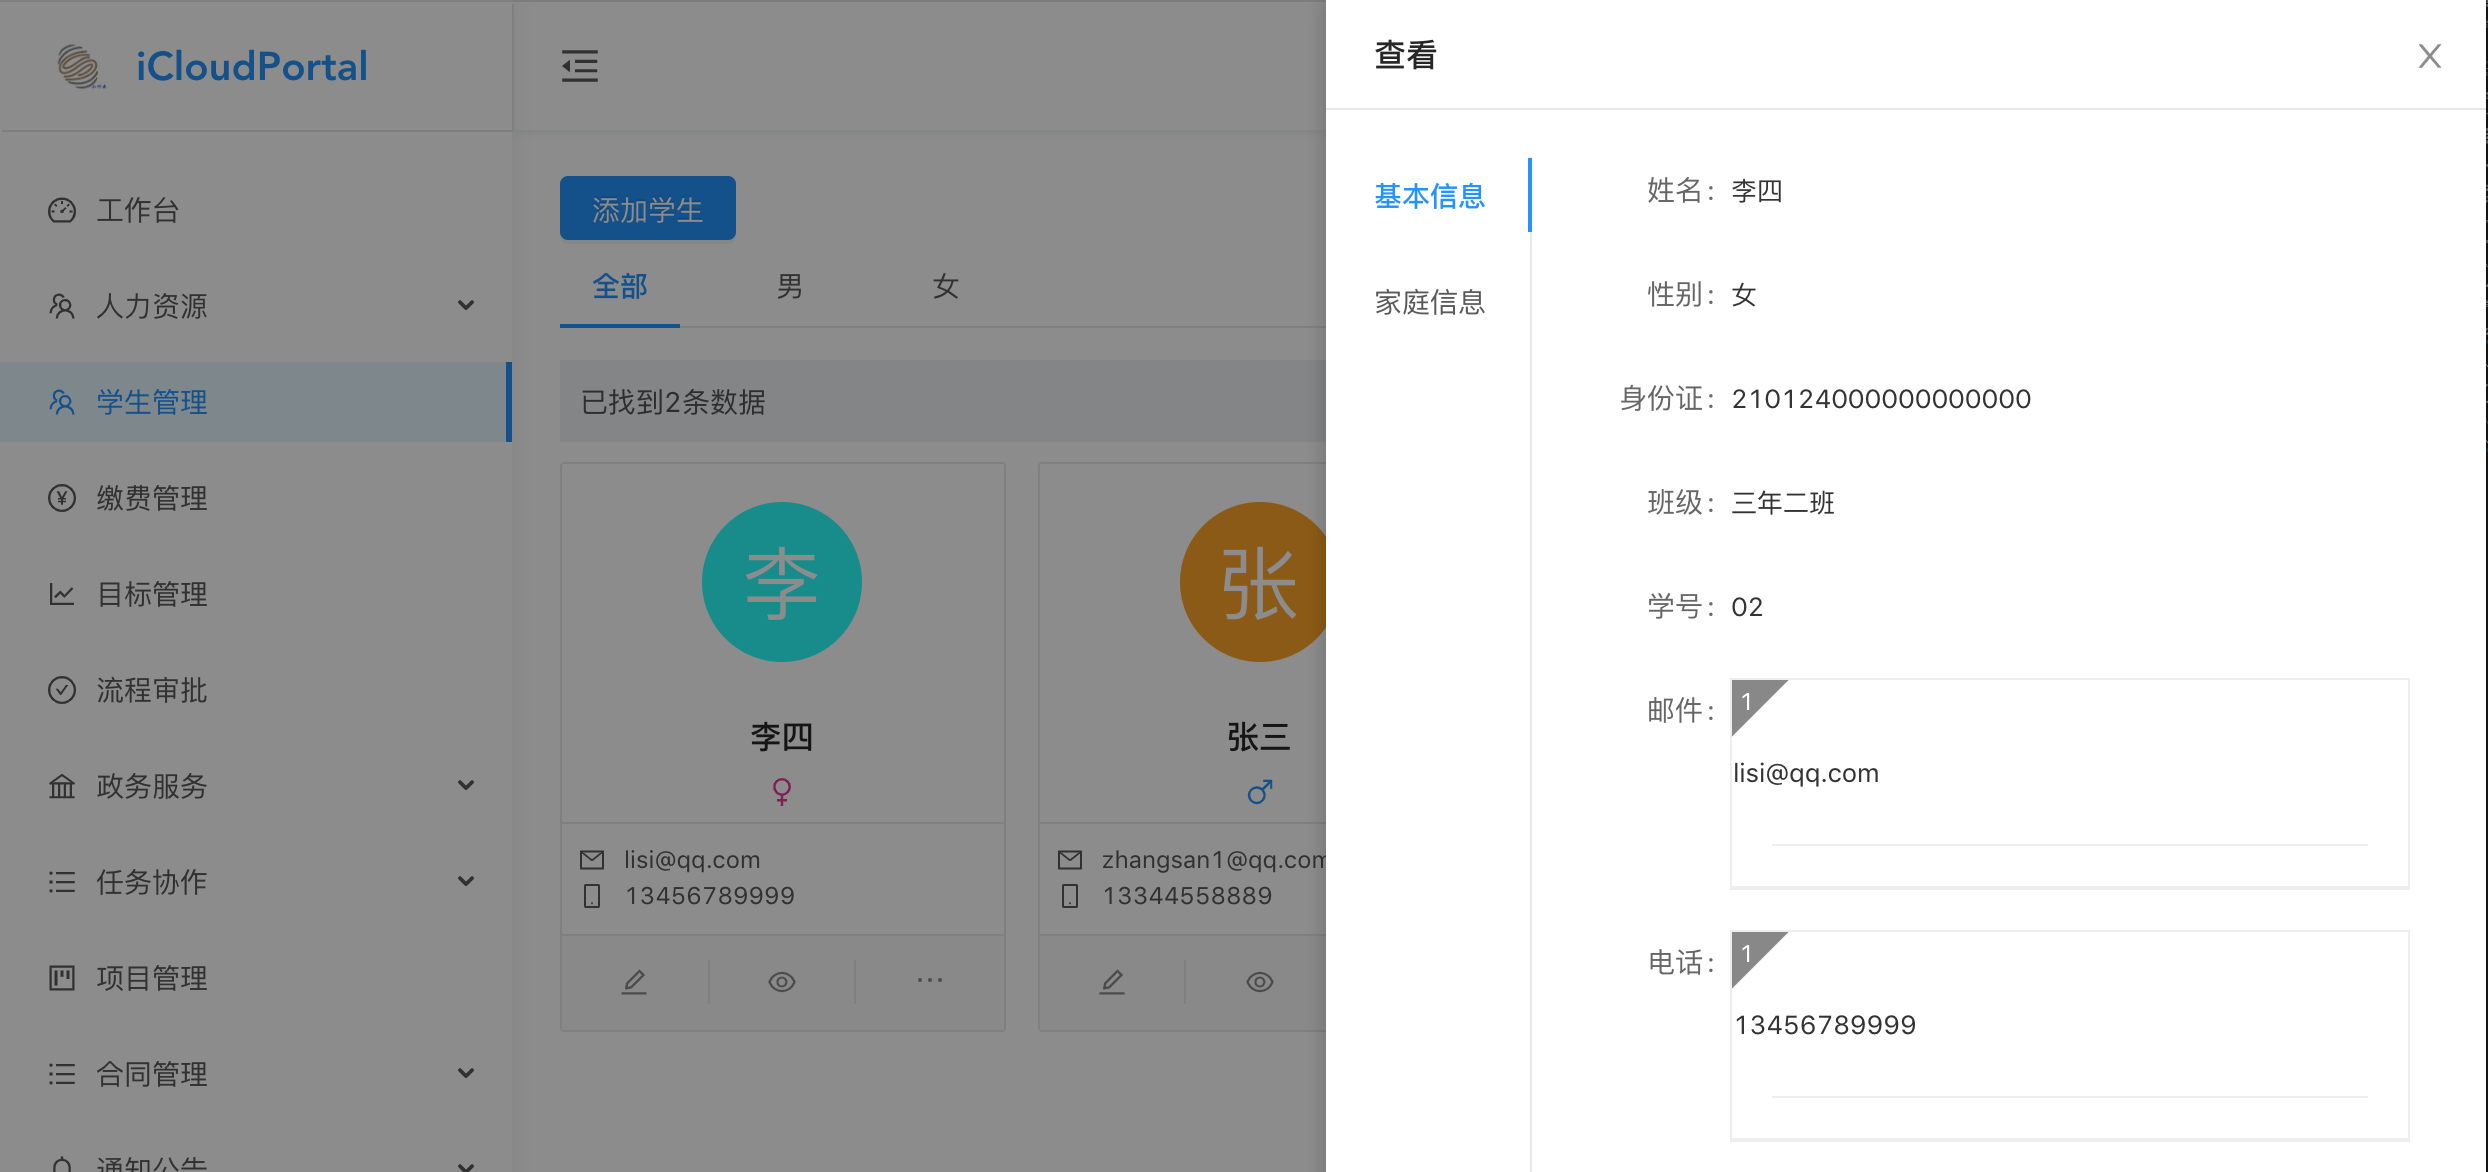 iCloudPortal
工作台
人力资源
学生管理
缴费管理
目标管理
流程审批
政务服务
任务协作
项目管理
合同管理
通知公告
添加学生
全部
男
女
已找到2条数据
李
李四
lisi@qq.com
13456789999
张
张三
zhangsan1@qq.com
13344558889
查看
基本信息
家庭信息
姓名: 李四
性别: 女
身份证: 210124000000000000
班级: 三年二班
学号: 02
邮件:
1
lisi@qq.com
电话:
1
13456789999